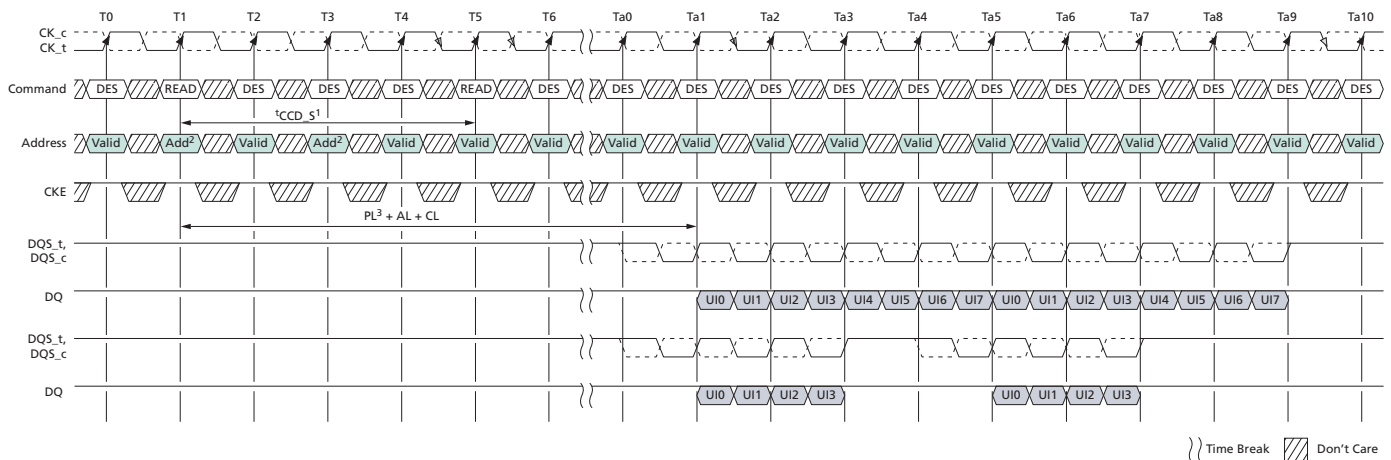 T0 T1 T2 T3 T4 T5 T6 Ta0 Ta1 Ta2 Ta3 Ta4 Ta5 Ta6 Ta7 Ta8 Ta9 Ta10
CK_c
CK_t
Command DES READ DES DES DES READ DES DES DES DES DES DES DES DES DES DES DES DES
tCCD_S1
Address Valid Add2 Valid Add2 Valid Valid Valid Valid Valid Valid Valid Valid Valid Valid Valid Valid Valid Valid
CKE
PL3 + AL + CL
DQS_t,
DQS_c
DQ UI0 UI1 UI2 UI3 UI4 UI5 UI6 UI7 UI0 UI1 UI2 UI3 UI4 UI5 UI6 UI7
DQS_t,
DQS_c
DQ UI0 UI1 UI2 UI3 UI0 UI1 UI2 UI3
Time Break Don't Care